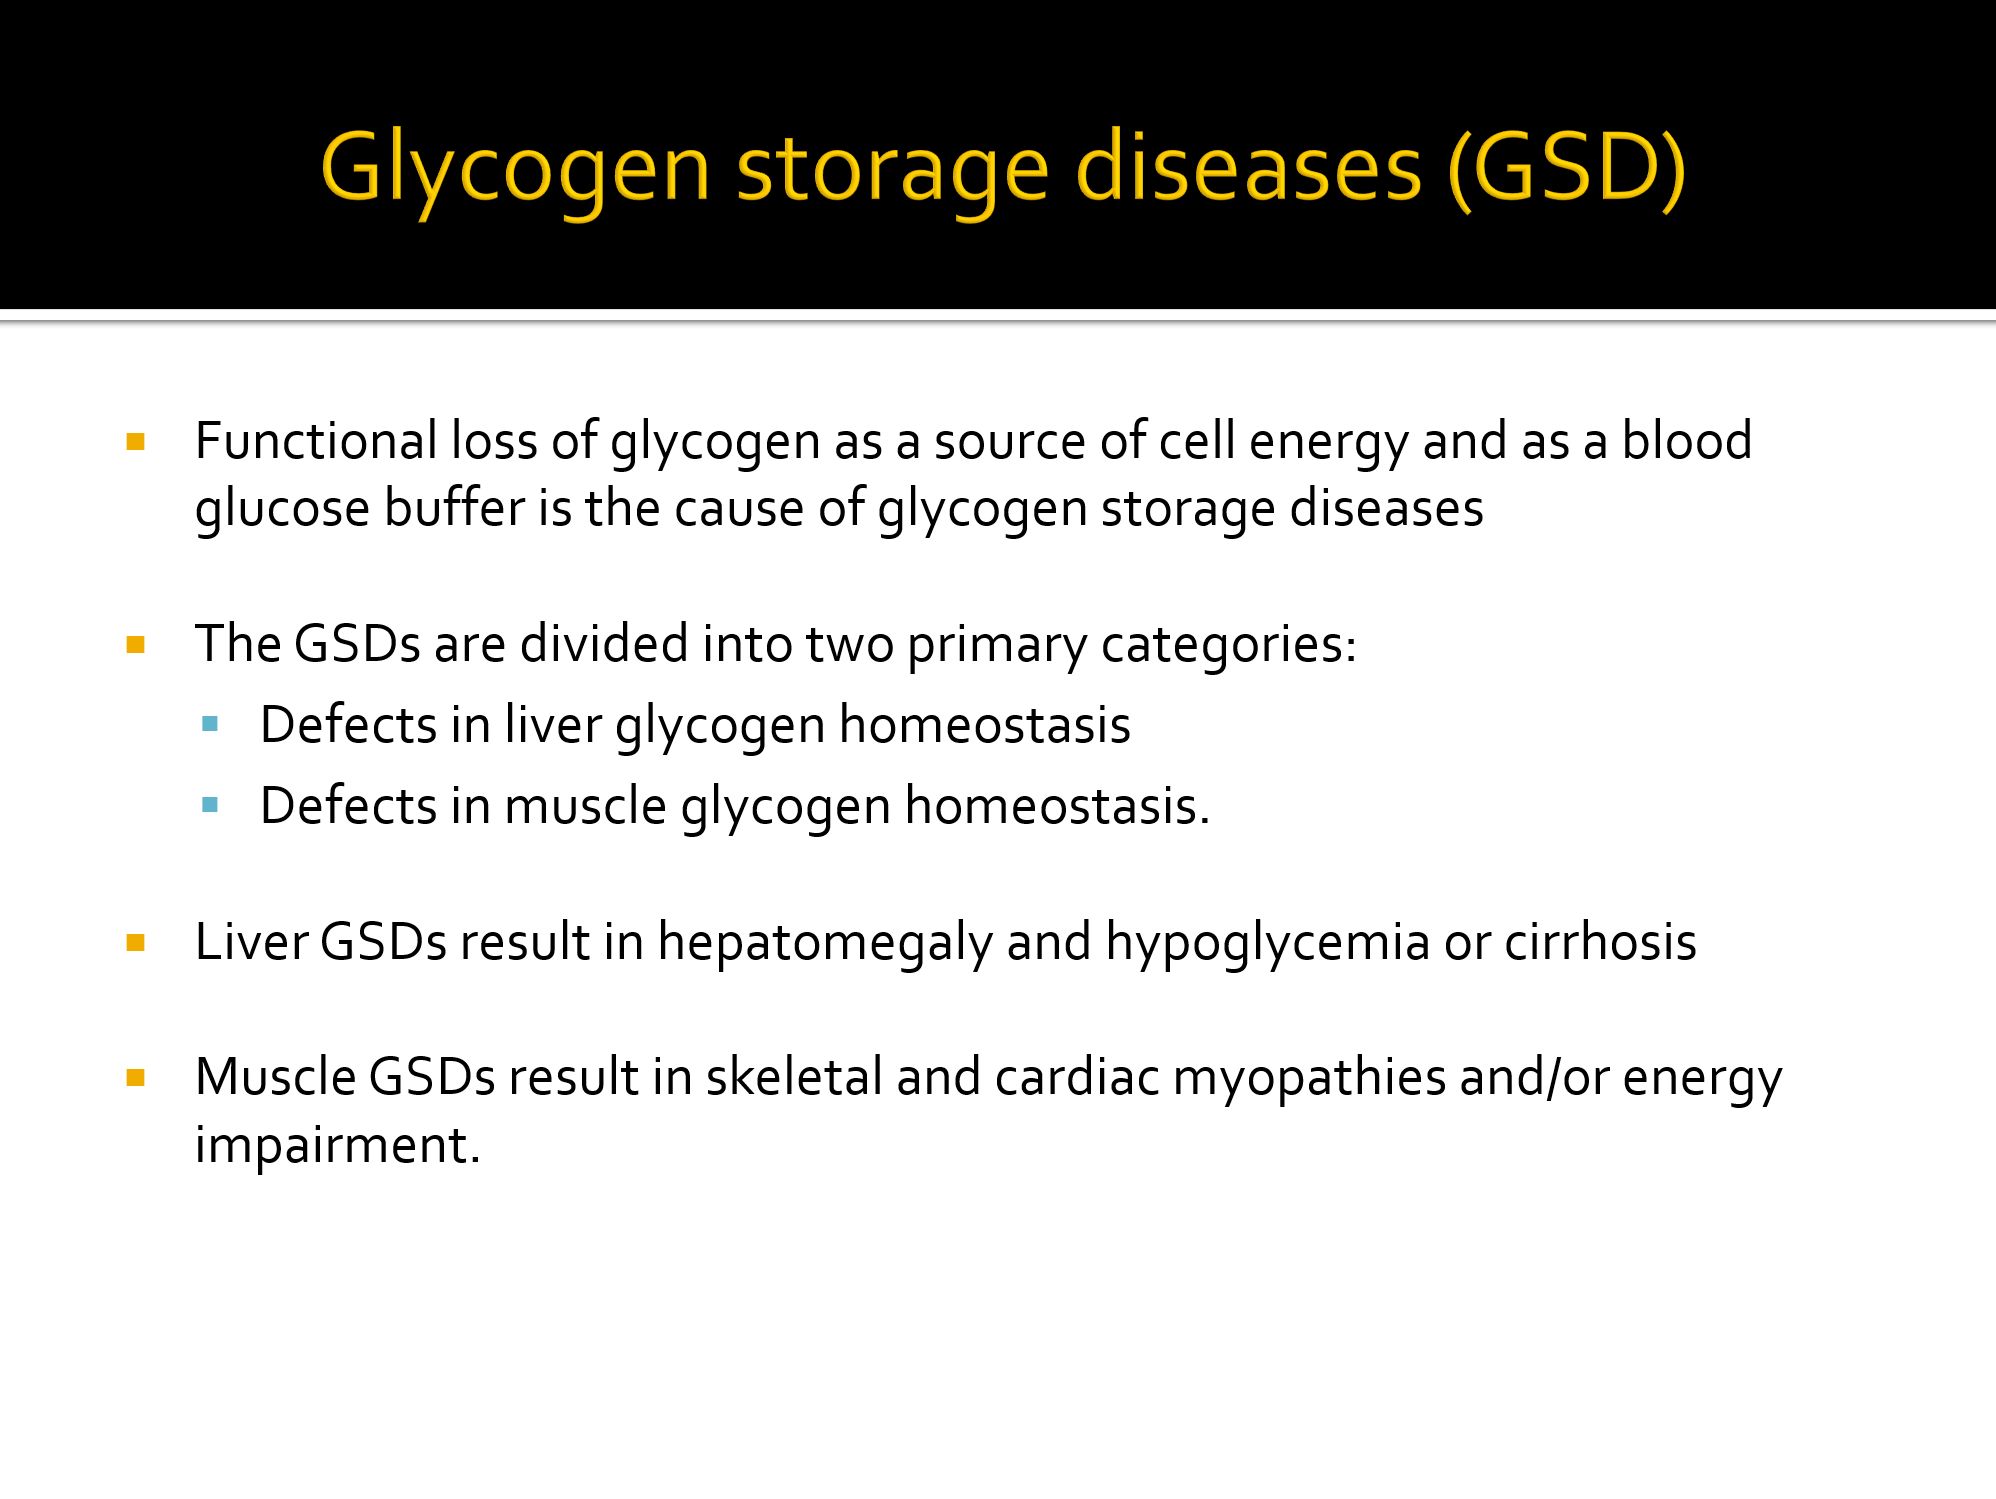 Glycogen storage diseases (GSD)
Functional loss of glycogen as a source of cell energy and as a blood
glucose buffer is the cause of glycogen storage diseases
The GSDs are divided into two primary categories:
Defects in liver glycogen homeostasis
Defects in muscle glycogen homeostasis.
Liver GSDs result in hepatomegaly and hypoglycemia or cirrhosis
Muscle GSDs result in skeletal and cardiac myopathies and/or energy
impairment.